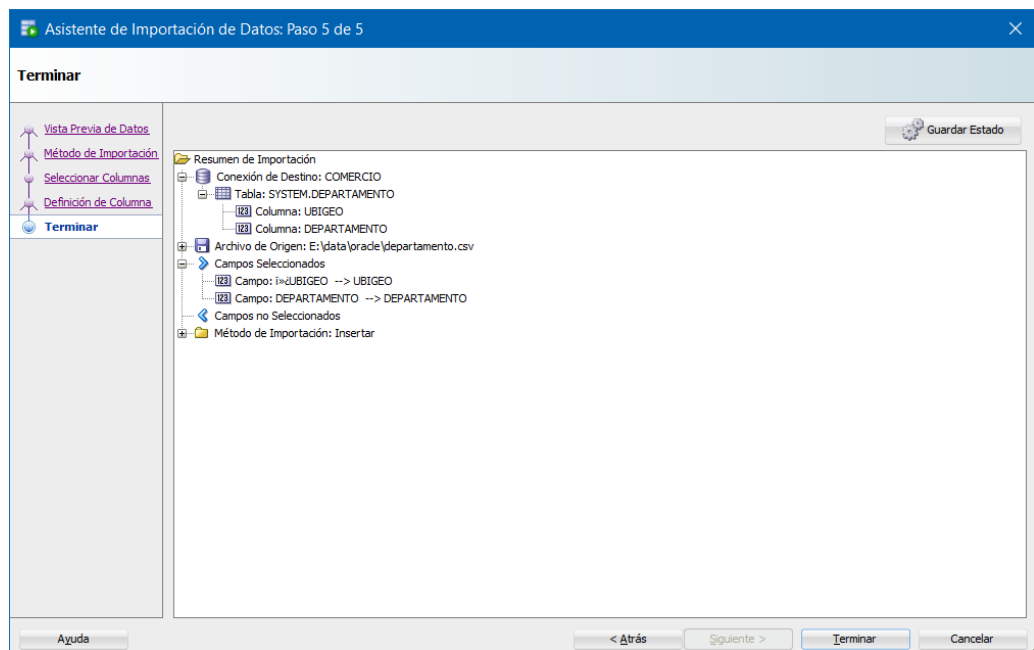 Asistente de Importación de Datos: Paso 5 de 5
Terminar
Vista Previa de Datos
Método de Importación
Seleccionar Columnas
Definición de Columna
Terminar
Guardar Estado
Resumen de Importación
Conexión de Destino: COMERCIO
Tabla: SYSTEM.DEPARTAMENTO
Columna: UBIGEO
Columna: DEPARTAMENTO
Archivo de Origen: E:\data\oracle\departamento.csv
Campos Seleccionados
Campo: ï»¿UBIGEO --> UBIGEO
Campo: DEPARTAMENTO --> DEPARTAMENTO
Campos no Seleccionados
Método de Importación: Insertar
Ayuda
< Atrás
Siguiente >
Terminar
Cancelar